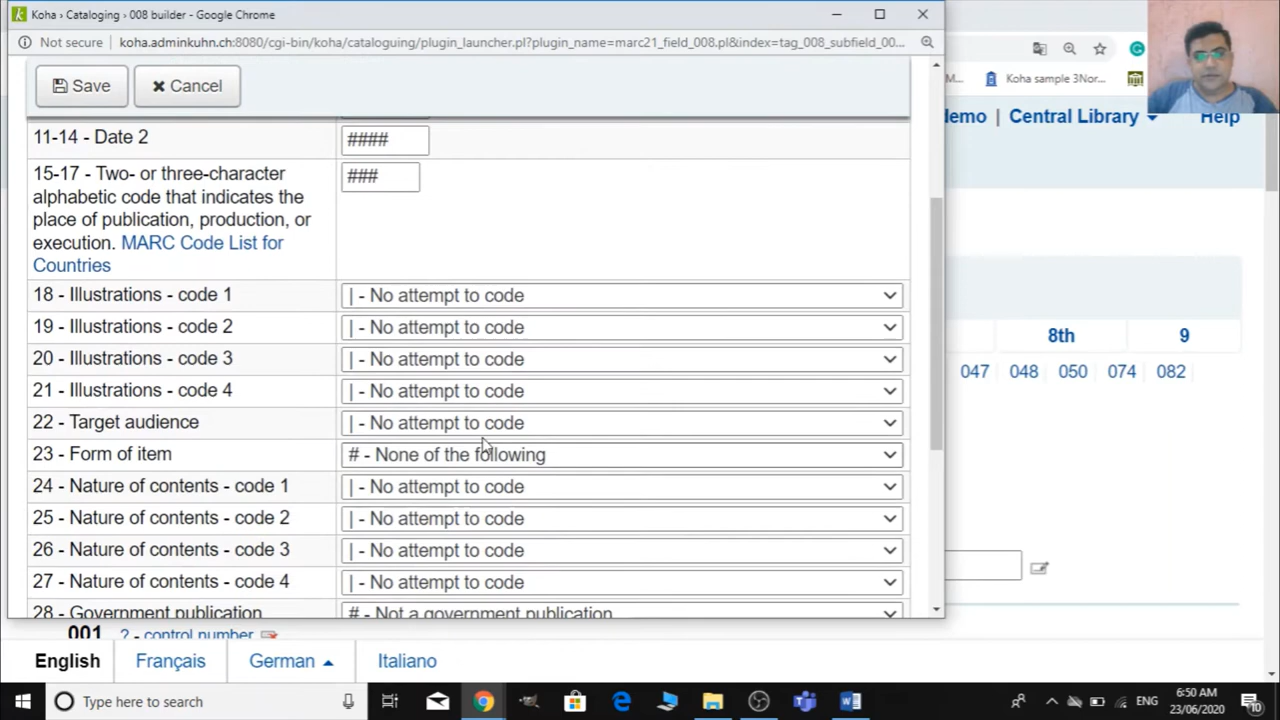 Koha › Cataloging › 008 builder - Google Chrome
Not secure | koha.adminkuhn.ch:8080/cgi-bin/koha/cataloguing/plugin_launcher.pl?plugin_name=marc21_field_008.pl&index=tag_008_subfield_00...
M...
Koha sample 3Nor...
Save
Cancel
demo | Central Library
Help
11-14 - Date 2
####
15-17 - Two- or three-character
alphabetic code that indicates the
place of publication, production, or
execution. MARC Code List for
Countries
###
18 - Illustrations - code 1
| - No attempt to code
19 - Illustrations - code 2
| - No attempt to code
20 - Illustrations - code 3
| - No attempt to code
21 - Illustrations - code 4
| - No attempt to code
22 - Target audience
| - No attempt to code
23 - Form of item
# - None of the following
24 - Nature of contents - code 1
| - No attempt to code
25 - Nature of contents - code 2
| - No attempt to code
26 - Nature of contents - code 3
| - No attempt to code
27 - Nature of contents - code 4
| - No attempt to code
28 - Government publication
# - Not a government publication
8th
9
047 048 050 074 082
001 ? - control number
English
Français
German
Italiano
Type here to search
ENG
6:50 AM
23/06/2020
10